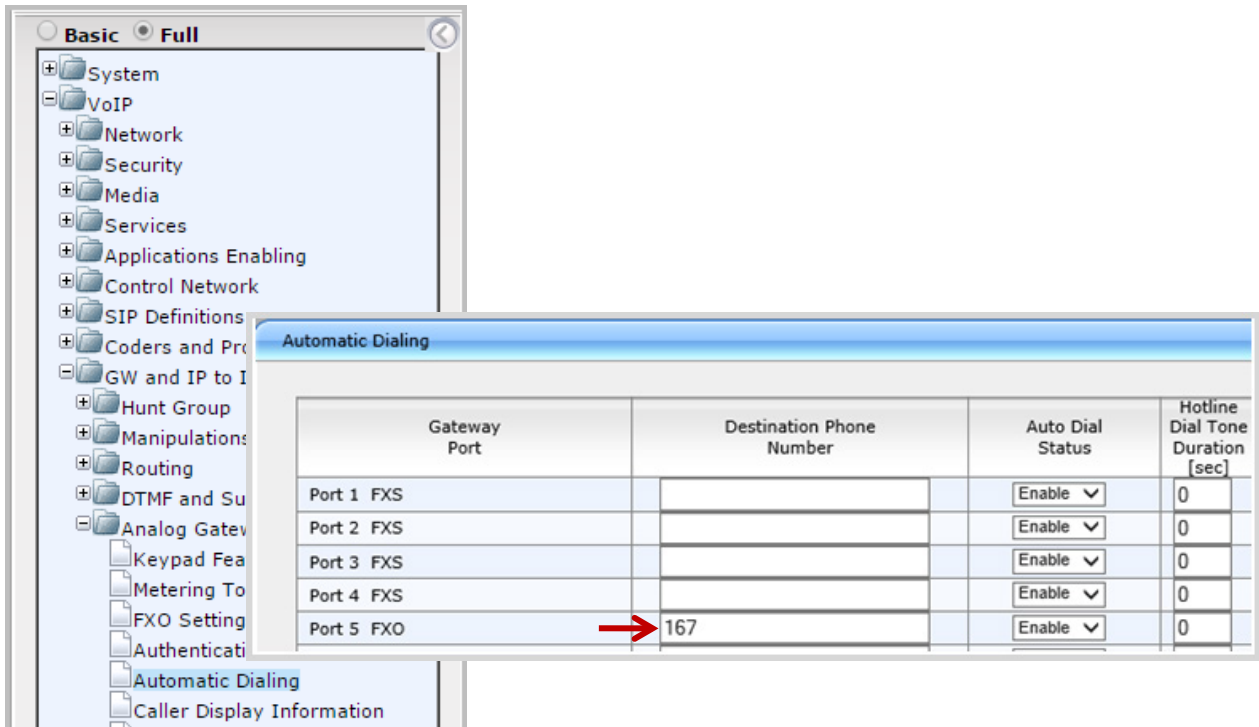 Basic Full
System
VoIP
Network
Security
Media
Services
Applications Enabling
Control Network
SIP Definitions
Coders and Pro
GW and IP to I
Hunt Group
Manipulations
Routing
DTMF and Su
Analog Gatew
Keypad Fea
Metering To
FXO Setting
Authenticati
Automatic Dialing
Caller Display Information
Automatic Dialing
Gateway Port
Destination Phone Number
Auto Dial Status
Hotline Dial Tone Duration [sec]
Port 1 FXS Enable 0
Port 2 FXS Enable 0
Port 3 FXS Enable 0
Port 4 FXS Enable 0
Port 5 FXO 167 Enable 0